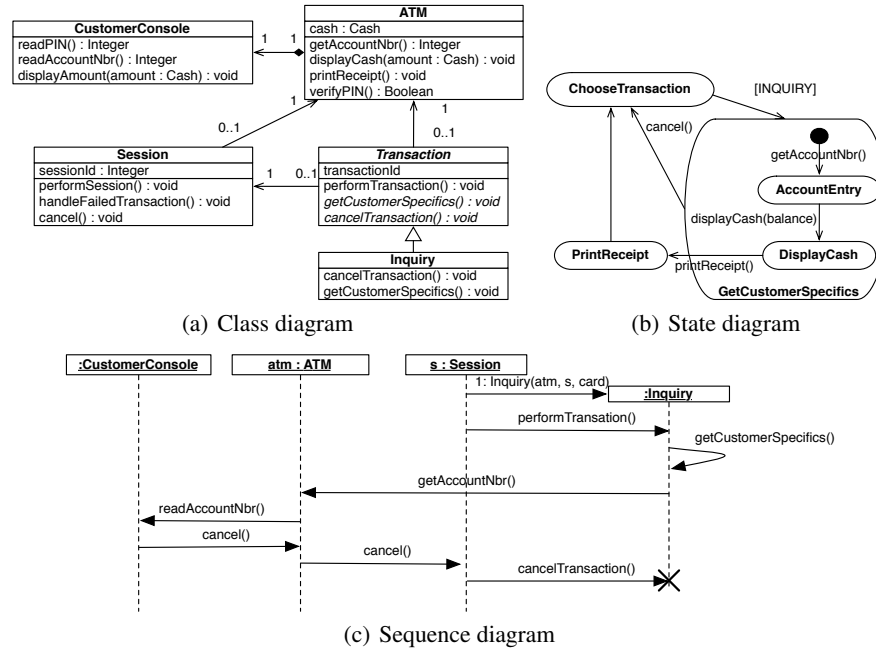 ATM
cash : Cash
getAccountNbr() : Integer
displayCash(amount : Cash) : void
printReceipt() : void
verifyPIN() : Boolean
CustomerConsole
readPIN() : Integer
readAccountNbr() : Integer
displayAmount(amount : Cash) : void
1
1
1
0..1
1
0..1
Session
sessionId : Integer
performSession() : void
handleFailedTransaction() : void
cancel() : void
1
0..1
Transaction
transactionId
performTransaction() : void
getCustomerSpecifics() : void
cancelTransaction() : void
Inquiry
cancelTransaction() : void
getCustomerSpecifics() : void
(a) Class diagram
ChooseTransaction
[INQUIRY]
cancel()
getAccountNbr()
AccountEntry
displayCash(balance)
PrintReceipt
printReceipt()
DisplayCash
GetCustomerSpecifics
(b) State diagram
:CustomerConsole
atm : ATM
s : Session
1: Inquiry(atm, s, card)
:Inquiry
performTransation()
getCustomerSpecifics()
getAccountNbr()
readAccountNbr()
cancel()
cancel()
cancelTransaction()
(c) Sequence diagram